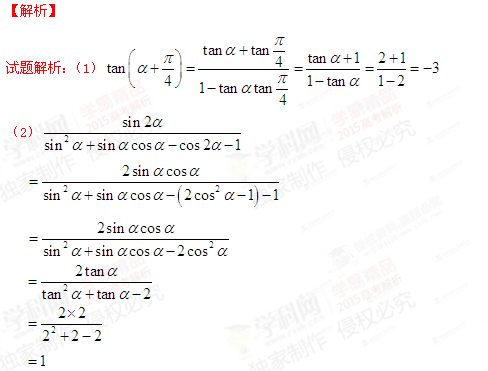 【解析】
试题解析：（1） tan(α+π/4)=(tanα+tan π/4)/(1−tanα tan π/4)=(tanα+1)/(1−tanα)=(2+1)/(1−2)=−3
（2） sin2α/(sin²α+sinαcosα−cos2α−1)
=2sinαcosα/(sin²α+sinαcosα−(2cos²α−1)−1)
=2sinαcosα/(sin²α+sinαcosα−2cos²α)
=2tanα/(tan²α+tanα−2)
=2×2/(2²+2−2)
=1